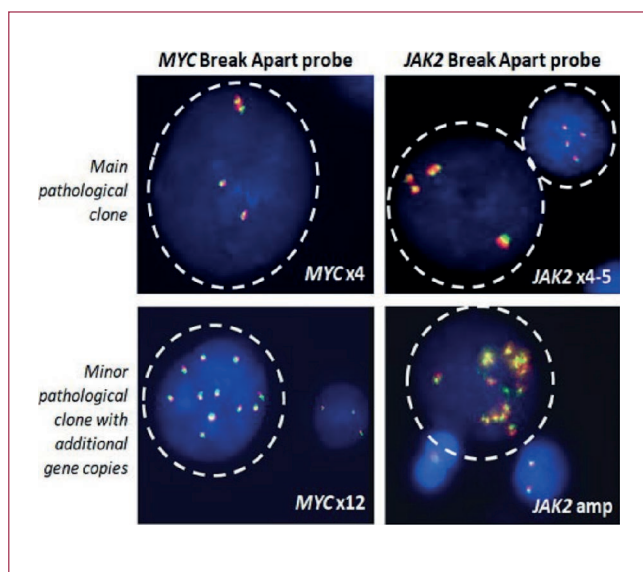 MYC Break Apart probe
JAK2 Break Apart probe
Main
pathological
clone
MYC x4
JAK2 x4-5
Minor
pathological
clone with
additional
gene copies
MYC x12
JAK2 amp